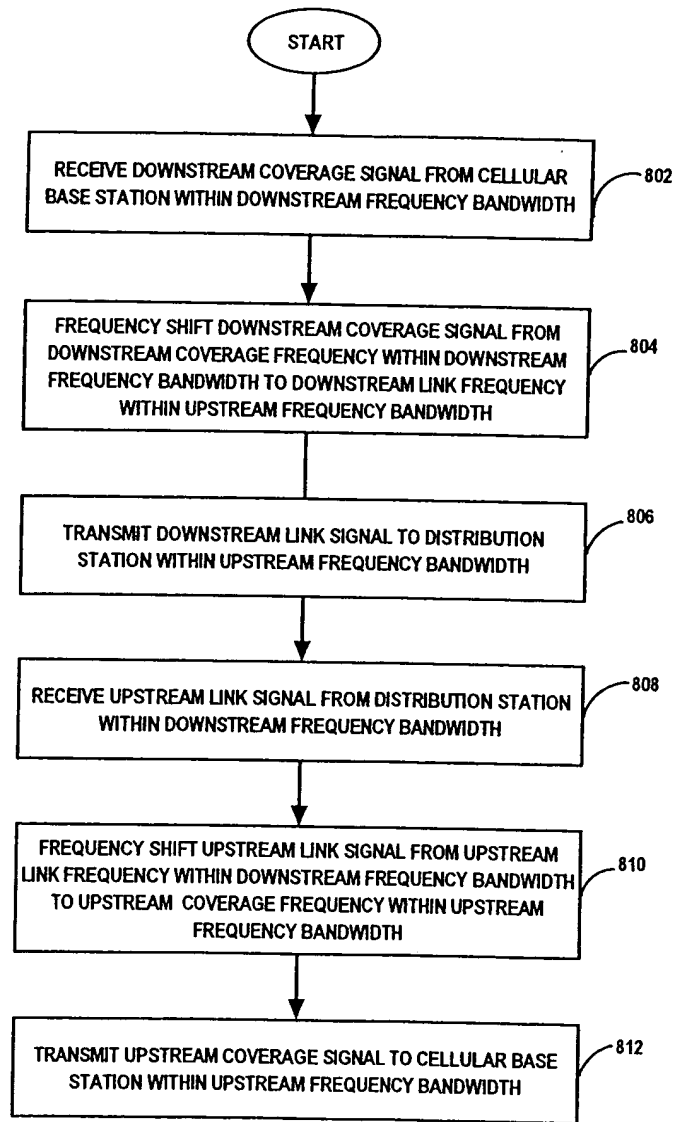 START
RECEIVE DOWNSTREAM COVERAGE SIGNAL FROM CELLULAR
BASE STATION WITHIN DOWNSTREAM FREQUENCY BANDWIDTH
802
FREQUENCY SHIFT DOWNSTREAM COVERAGE SIGNAL FROM
DOWNSTREAM COVERAGE FREQUENCY WITHIN DOWNSTREAM
FREQUENCY BANDWIDTH TO DOWNSTREAM LINK FREQUENCY
WITHIN UPSTREAM FREQUENCY BANDWIDTH
804
TRANSMIT DOWNSTREAM LINK SIGNAL TO DISTRIBUTION
STATION WITHIN UPSTREAM FREQUENCY BANDWIDTH
806
RECEIVE UPSTREAM LINK SIGNAL FROM DISTRIBUTION STATION
WITHIN DOWNSTREAM FREQUENCY BANDWIDTH
808
FREQUENCY SHIFT UPSTREAM LINK SIGNAL FROM UPSTREAM
LINK FREQUENCY WITHIN DOWNSTREAM FREQUENCY BANDWIDTH
TO UPSTREAM COVERAGE FREQUENCY WITHIN UPSTREAM
FREQUENCY BANDWIDTH
810
TRANSMIT UPSTREAM COVERAGE SIGNAL TO CELLULAR BASE
STATION WITHIN UPSTREAM FREQUENCY BANDWIDTH
812